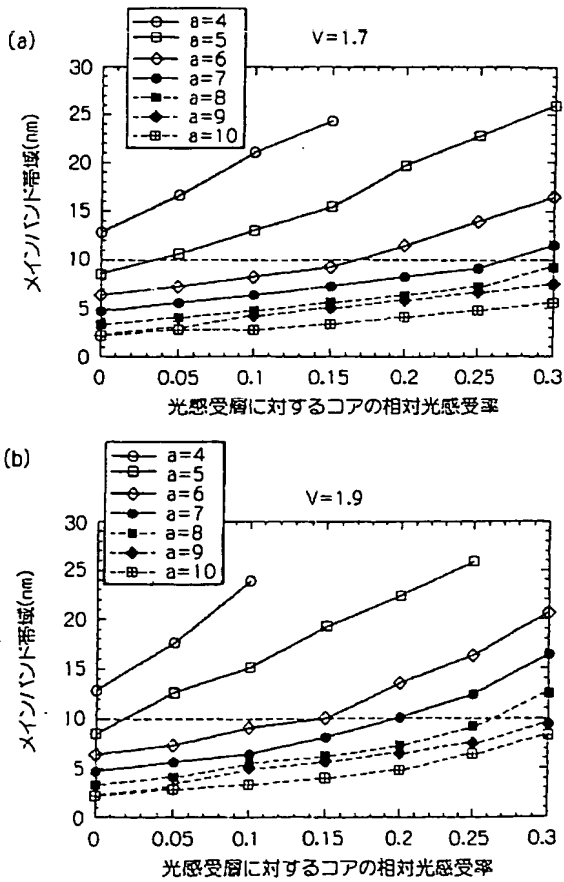 (a)
V=1.7
a=4
a=5
a=6
a=7
a=8
a=9
a=10
メインバンド帯域(nm)
30
25
20
15
10
5
0
0 0.05 0.1 0.15 0.2 0.25 0.3
光感受層に対するコアの相対光感受率
(b)
V=1.9
a=4
a=5
a=6
a=7
a=8
a=9
a=10
メインバンド帯域(nm)
30
25
20
15
10
5
0
0 0.05 0.1 0.15 0.2 0.25 0.3
光感受層に対するコアの相対光感受率